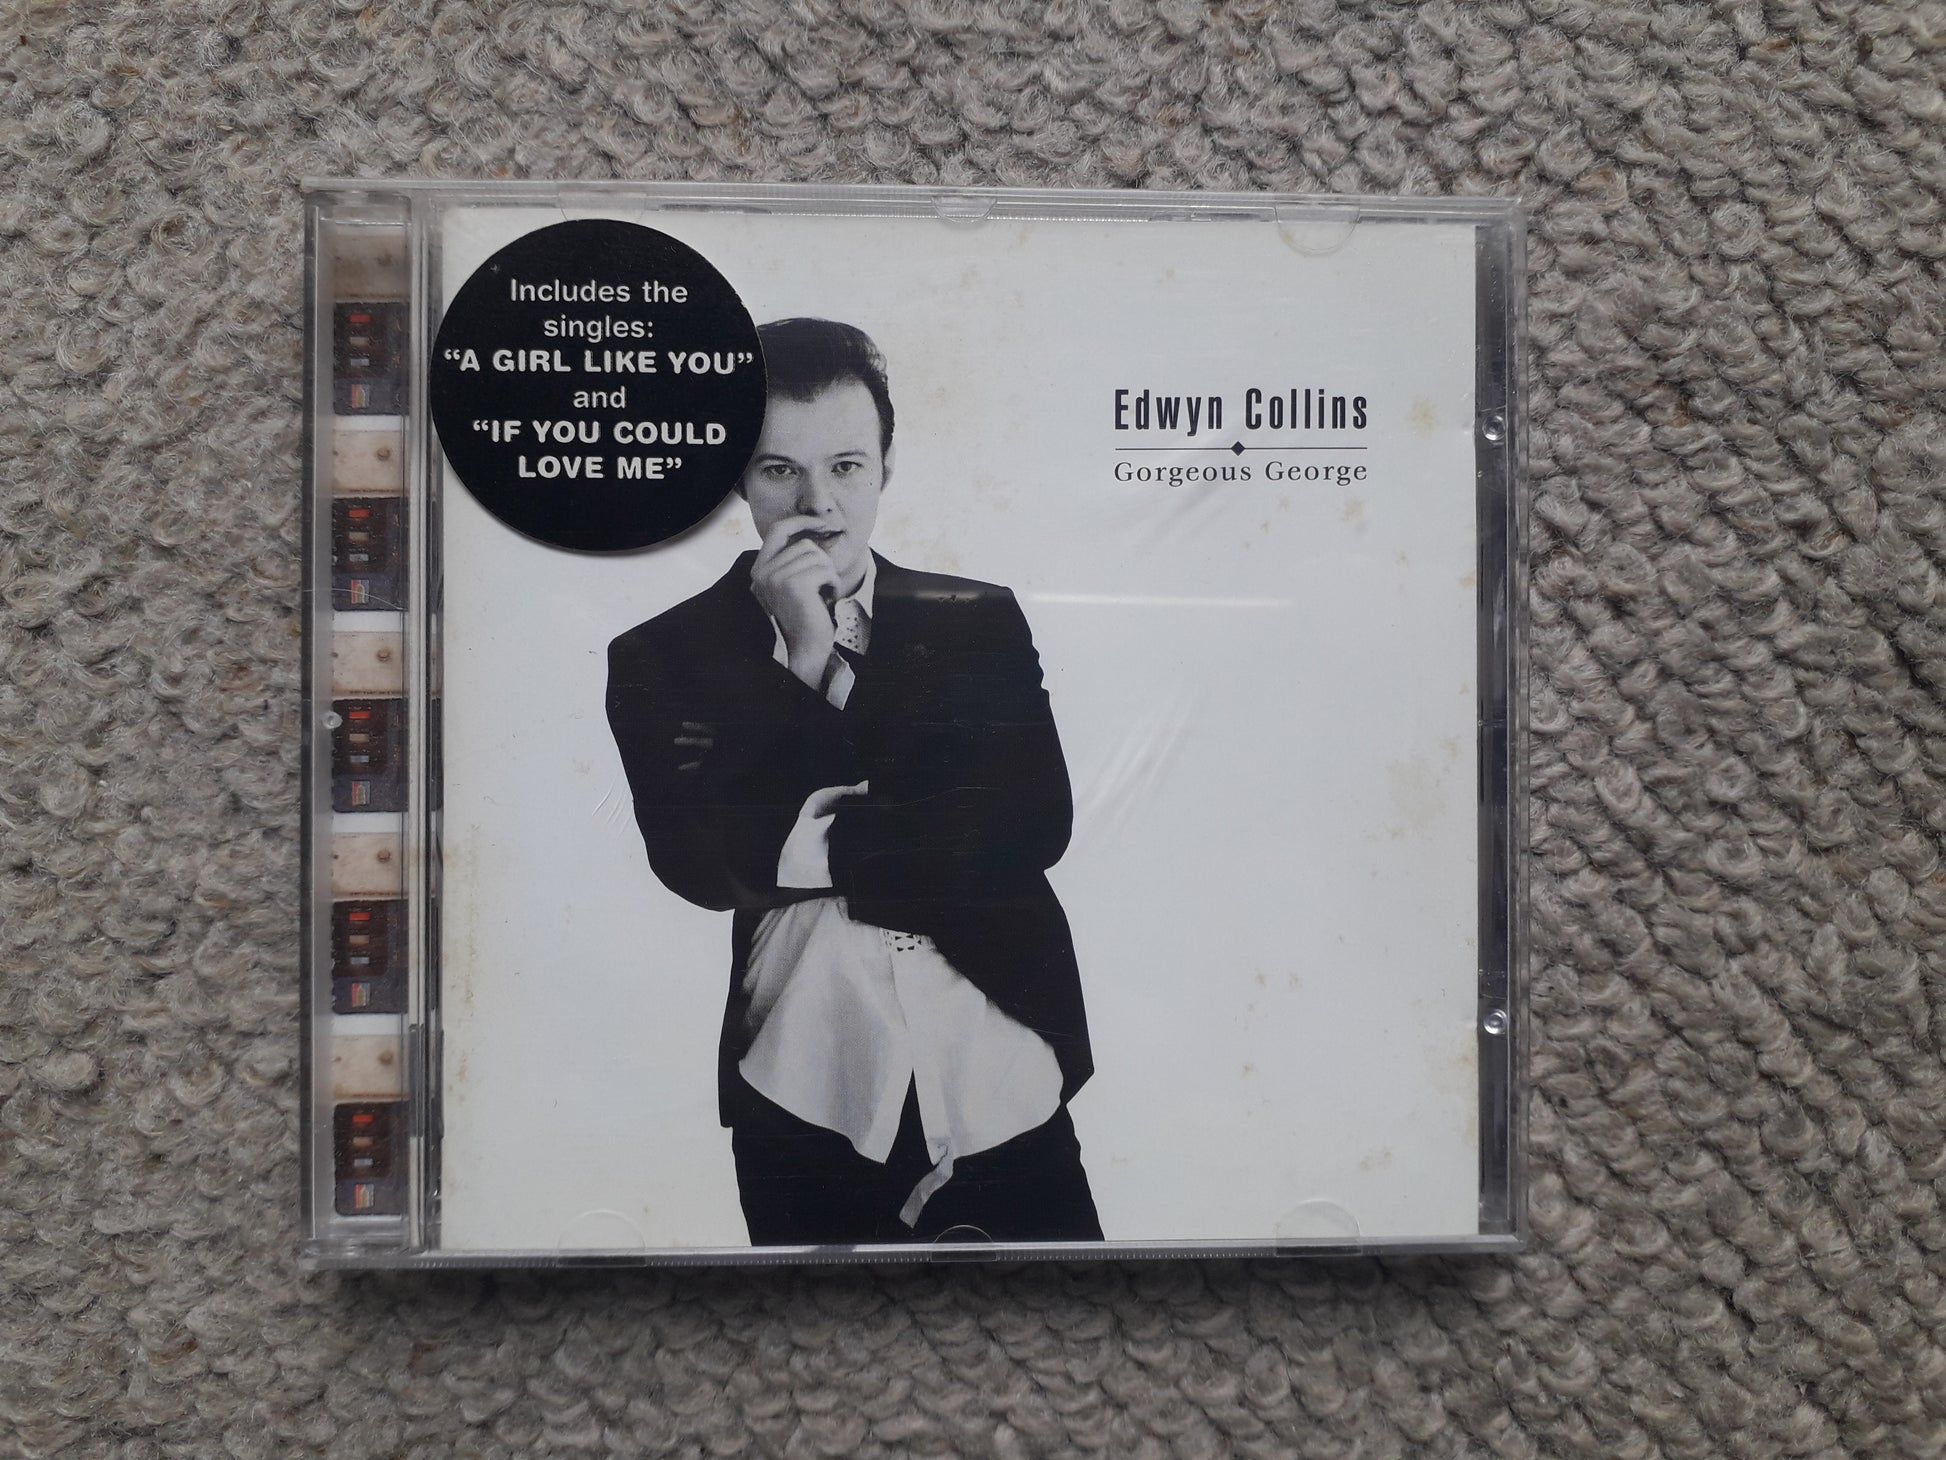 Includes the
singles:
“A GIRL LIKE YOU”
and
“IF YOU COULD
LOVE ME”
Edwyn Collins
Gorgeous George